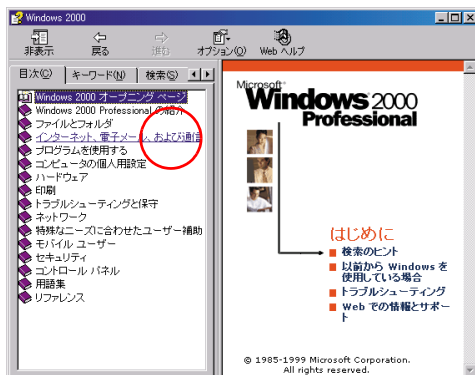 Windows 2000
非表示
戻る
進む
オプション(O)
Web ヘルプ
目次(C)
キーワード(N)
検索(S)
Windows 2000 オープニング ページ
Windows 2000 Professional の紹介
ファイルとフォルダ
インターネット、電子メール、および通信
プログラムを使用する
コンピュータの個人用設定
ハードウェア
印刷
トラブルシューティングと保守
ネットワーク
特殊なニーズに合わせたユーザー補助
モバイル ユーザー
セキュリティ
コントロール パネル
用語集
リファレンス
Microsoft
Windows 2000
Professional
はじめに
検索のヒント
以前から Windows を
使用している場合
トラブルシューティング
Web での情報とサポー
ト
© 1985-1999 Microsoft Corporation.
All rights reserved.